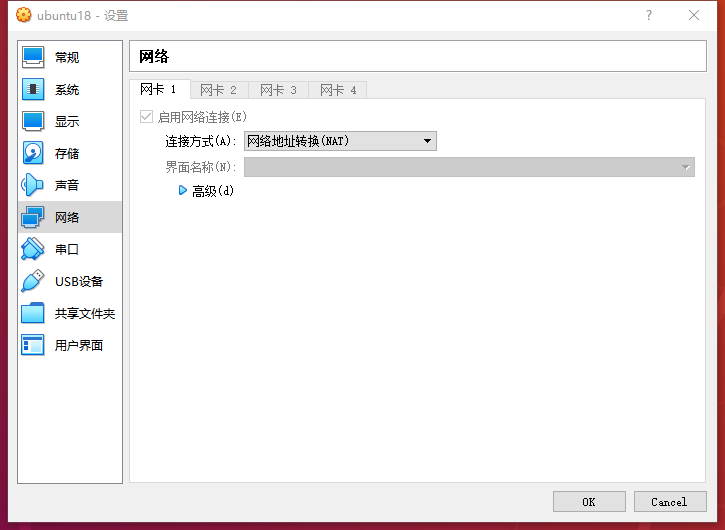 ubuntu18 - 设置
?
常规
系统
显示
存储
声音
网络
串口
USB设备
共享文件夹
用户界面
网络
网卡 1 网卡 2 网卡 3 网卡 4
启用网络连接(E)
连接方式(A): 网络地址转换(NAT)
界面名称(N):
高级(d)
OK Cancel